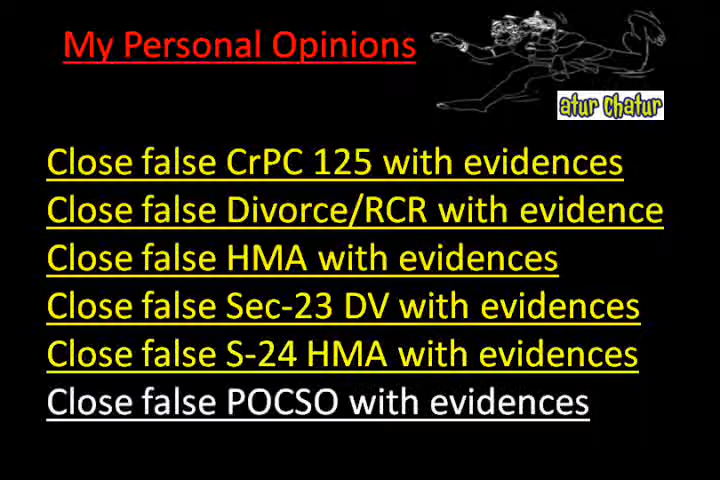 My Personal Opinions
atur Chatur
Close false CrPC 125 with evidences
Close false Divorce/RCR with evidence
Close false HMA with evidences
Close false Sec-23 DV with evidences
Close false S-24 HMA with evidences
Close false POCSO with evidences